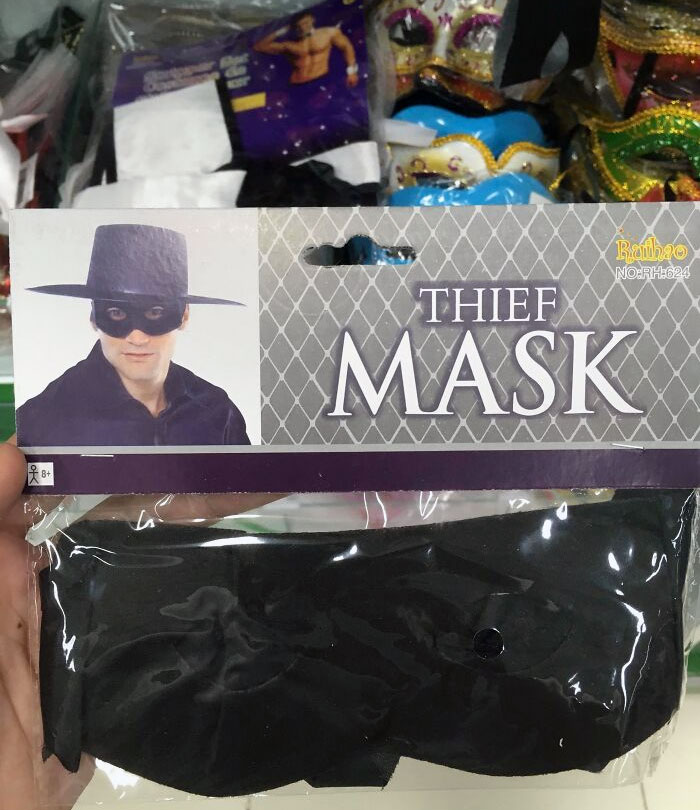 Ruihao
NO:RH-624
THIEF
MASK
8+